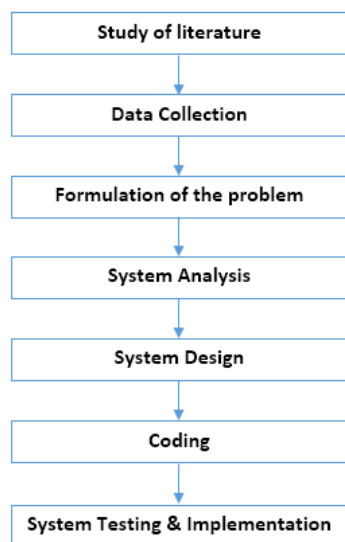 Study of literature
Data Collection
Formulation of the problem
System Analysis
System Design
Coding
System Testing & Implementation